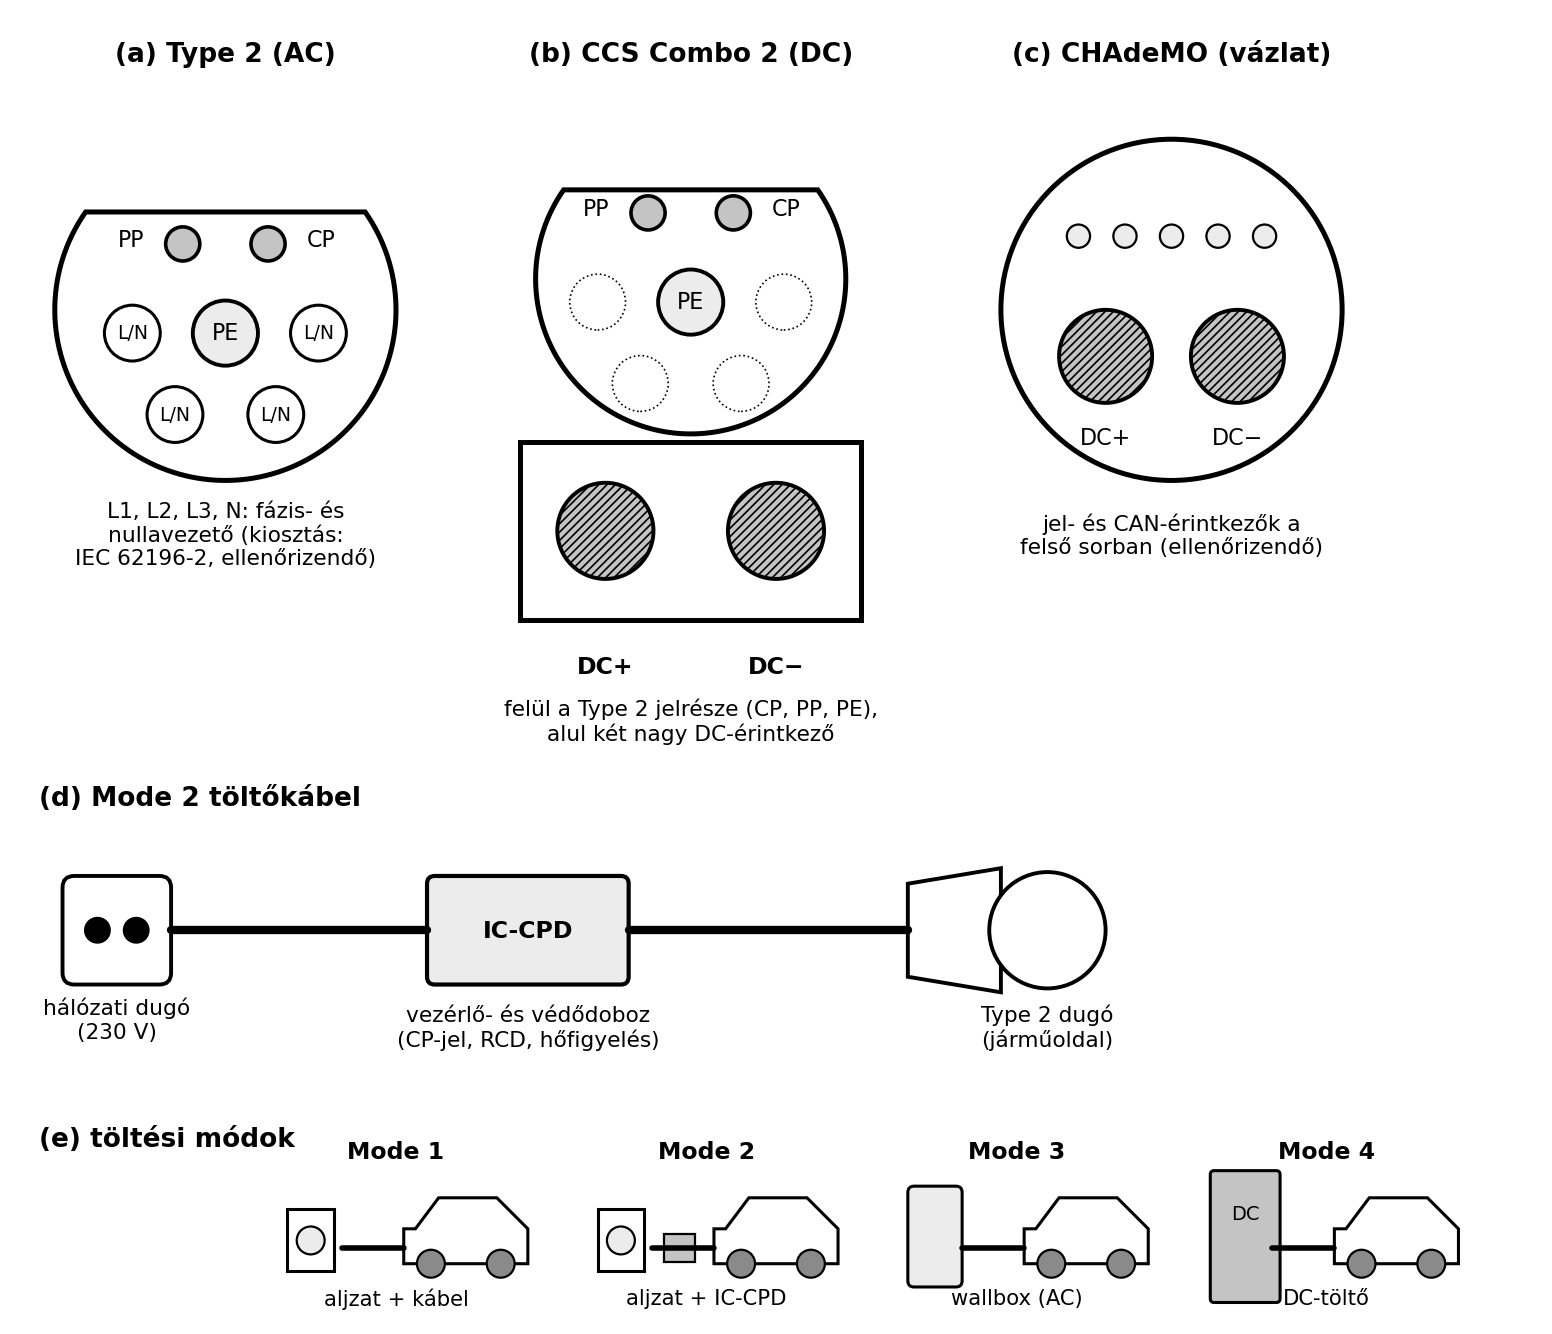 (a) Type 2 (AC)
PP
CP
L/N
PE
L/N
L/N
L/N
L1, L2, L3, N: fázis- és
nullavezető (kiosztás:
IEC 62196-2, ellenőrizendő)
(b) CCS Combo 2 (DC)
PP
CP
PE
DC+
DC−
felül a Type 2 jelrésze (CP, PP, PE),
alul két nagy DC-érintkező
(c) CHAdeMO (vázlat)
DC+
DC−
jel- és CAN-érintkezők a
felső sorban (ellenőrizendő)
(d) Mode 2 töltőkábel
hálózati dugó
(230 V)
IC-CPD
vezérlő- és védődoboz
(CP-jel, RCD, hőfigyelés)
Type 2 dugó
(járműoldal)
(e) töltési módok
Mode 1
aljzat + kábel
Mode 2
aljzat + IC-CPD
Mode 3
wallbox (AC)
Mode 4
DC
DC-töltő